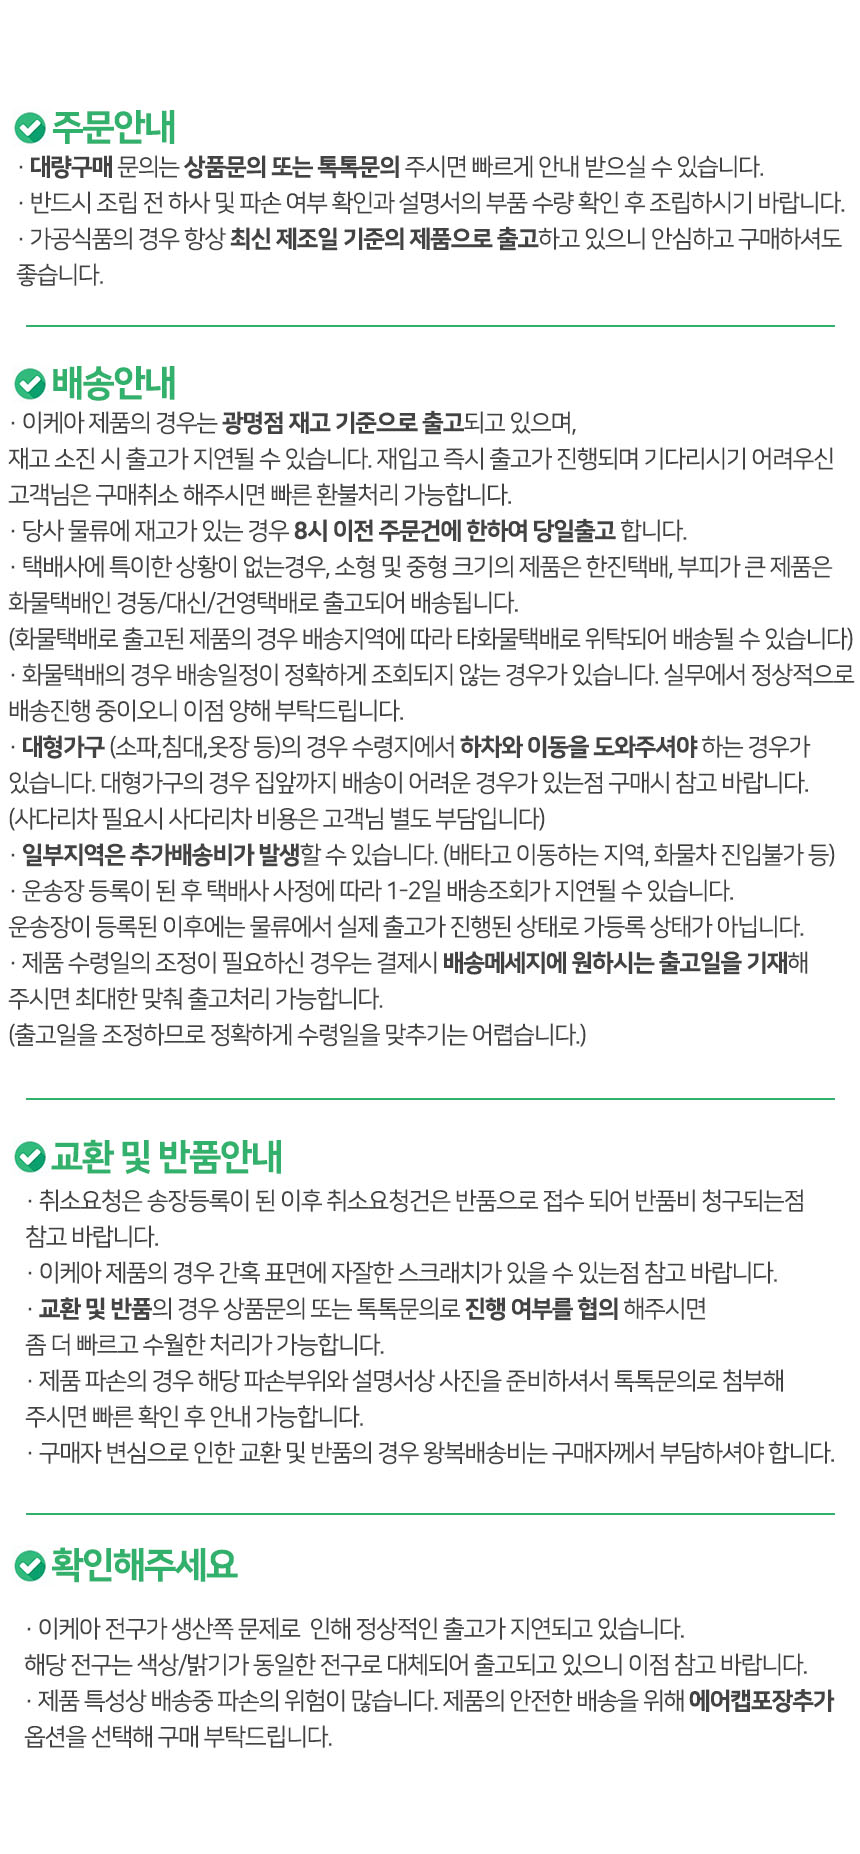 주문안내
· 대량구매 문의는 상품문의 또는 톡톡문의 주시면 빠르게 안내 받으실 수 있습니다.
· 반드시 조립 전 하사 및 파손 여부 확인과 설명서의 부품 수량 확인 후 조립하시기 바랍니다.
· 가공식품의 경우 항상 최신 제조일 기준의 제품으로 출고하고 있으니 안심하고 구매하셔도
좋습니다.
배송안내
· 이케아 제품의 경우는 광명점 재고 기준으로 출고되고 있으며,
재고 소진 시 출고가 지연될 수 있습니다. 재입고 즉시 출고가 진행되며 기다리시기 어려우신
고객님은 구매취소 해주시면 빠른 환불처리 가능합니다.
· 당사 물류에 재고가 있는 경우 8시 이전 주문건에 한하여 당일출고 합니다.
· 택배사에 특이한 상황이 없는경우, 소형 및 중형 크기의 제품은 한진택배, 부피가 큰 제품은
화물택배인 경동/대신/건영택배로 출고되어 배송됩니다.
(화물택배로 출고된 제품의 경우 배송지역에 따라 타화물택배로 위탁되어 배송될 수 있습니다)
· 화물택배의 경우 배송일정이 정확하게 조회되지 않는 경우가 있습니다. 실무에서 정상적으로
배송진행 중이오니 이점 양해 부탁드립니다.
· 대형가구 (소파,침대,옷장 등)의 경우 수령지에서 하차와 이동을 도와주셔야 하는 경우가
있습니다. 대형가구의 경우 집앞까지 배송이 어려운 경우가 있는점 구매시 참고 바랍니다.
(사다리차 필요시 사다리차 비용은 고객님 별도 부담입니다)
· 일부지역은 추가배송비가 발생할 수 있습니다. (배타고 이동하는 지역, 화물차 진입불가 등)
· 운송장 등록이 된 후 택배사 사정에 따라 1-2일 배송조회가 지연될 수 있습니다.
운송장이 등록된 이후에는 물류에서 실제 출고가 진행된 상태로 가등록 상태가 아닙니다.
· 제품 수령일의 조정이 필요하신 경우는 결제시 배송메세지에 원하시는 출고일을 기재해
주시면 최대한 맞춰 출고처리 가능합니다.
(출고일을 조정하므로 정확하게 수령일을 맞추기는 어렵습니다.)
교환 및 반품안내
· 취소요청은 송장등록이 된 이후 취소요청건은 반품으로 접수 되어 반품비 청구되는점
참고 바랍니다.
· 이케아 제품의 경우 간혹 표면에 자잘한 스크래치가 있을 수 있는점 참고 바랍니다.
· 교환 및 반품의 경우 상품문의 또는 톡톡문의로 진행 여부를 협의 해주시면
좀 더 빠르고 수월한 처리가 가능합니다.
· 제품 파손의 경우 해당 파손부위와 설명서상 사진을 준비하셔서 톡톡문의로 첨부해
주시면 빠른 확인 후 안내 가능합니다.
· 구매자 변심으로 인한 교환 및 반품의 경우 왕복배송비는 구매자께서 부담하셔야 합니다.
확인해주세요
· 이케아 전구가 생산쪽 문제로 인해 정상적인 출고가 지연되고 있습니다.
해당 전구는 색상/밝기가 동일한 전구로 대체되어 출고되고 있으니 이점 참고 바랍니다.
· 제품 특성상 배송중 파손의 위험이 많습니다. 제품의 안전한 배송을 위해 에어캡포장추가
옵션을 선택해 구매 부탁드립니다.